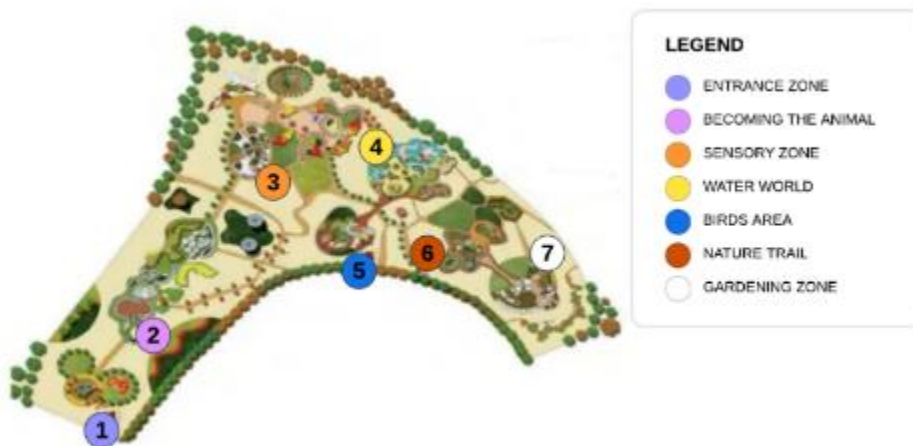 LEGEND
ENTRANCE ZONE
BECOMING THE ANIMAL
SENSORY ZONE
WATER WORLD
BIRDS AREA
NATURE TRAIL
GARDENING ZONE
4
3
6
7
5
2
1